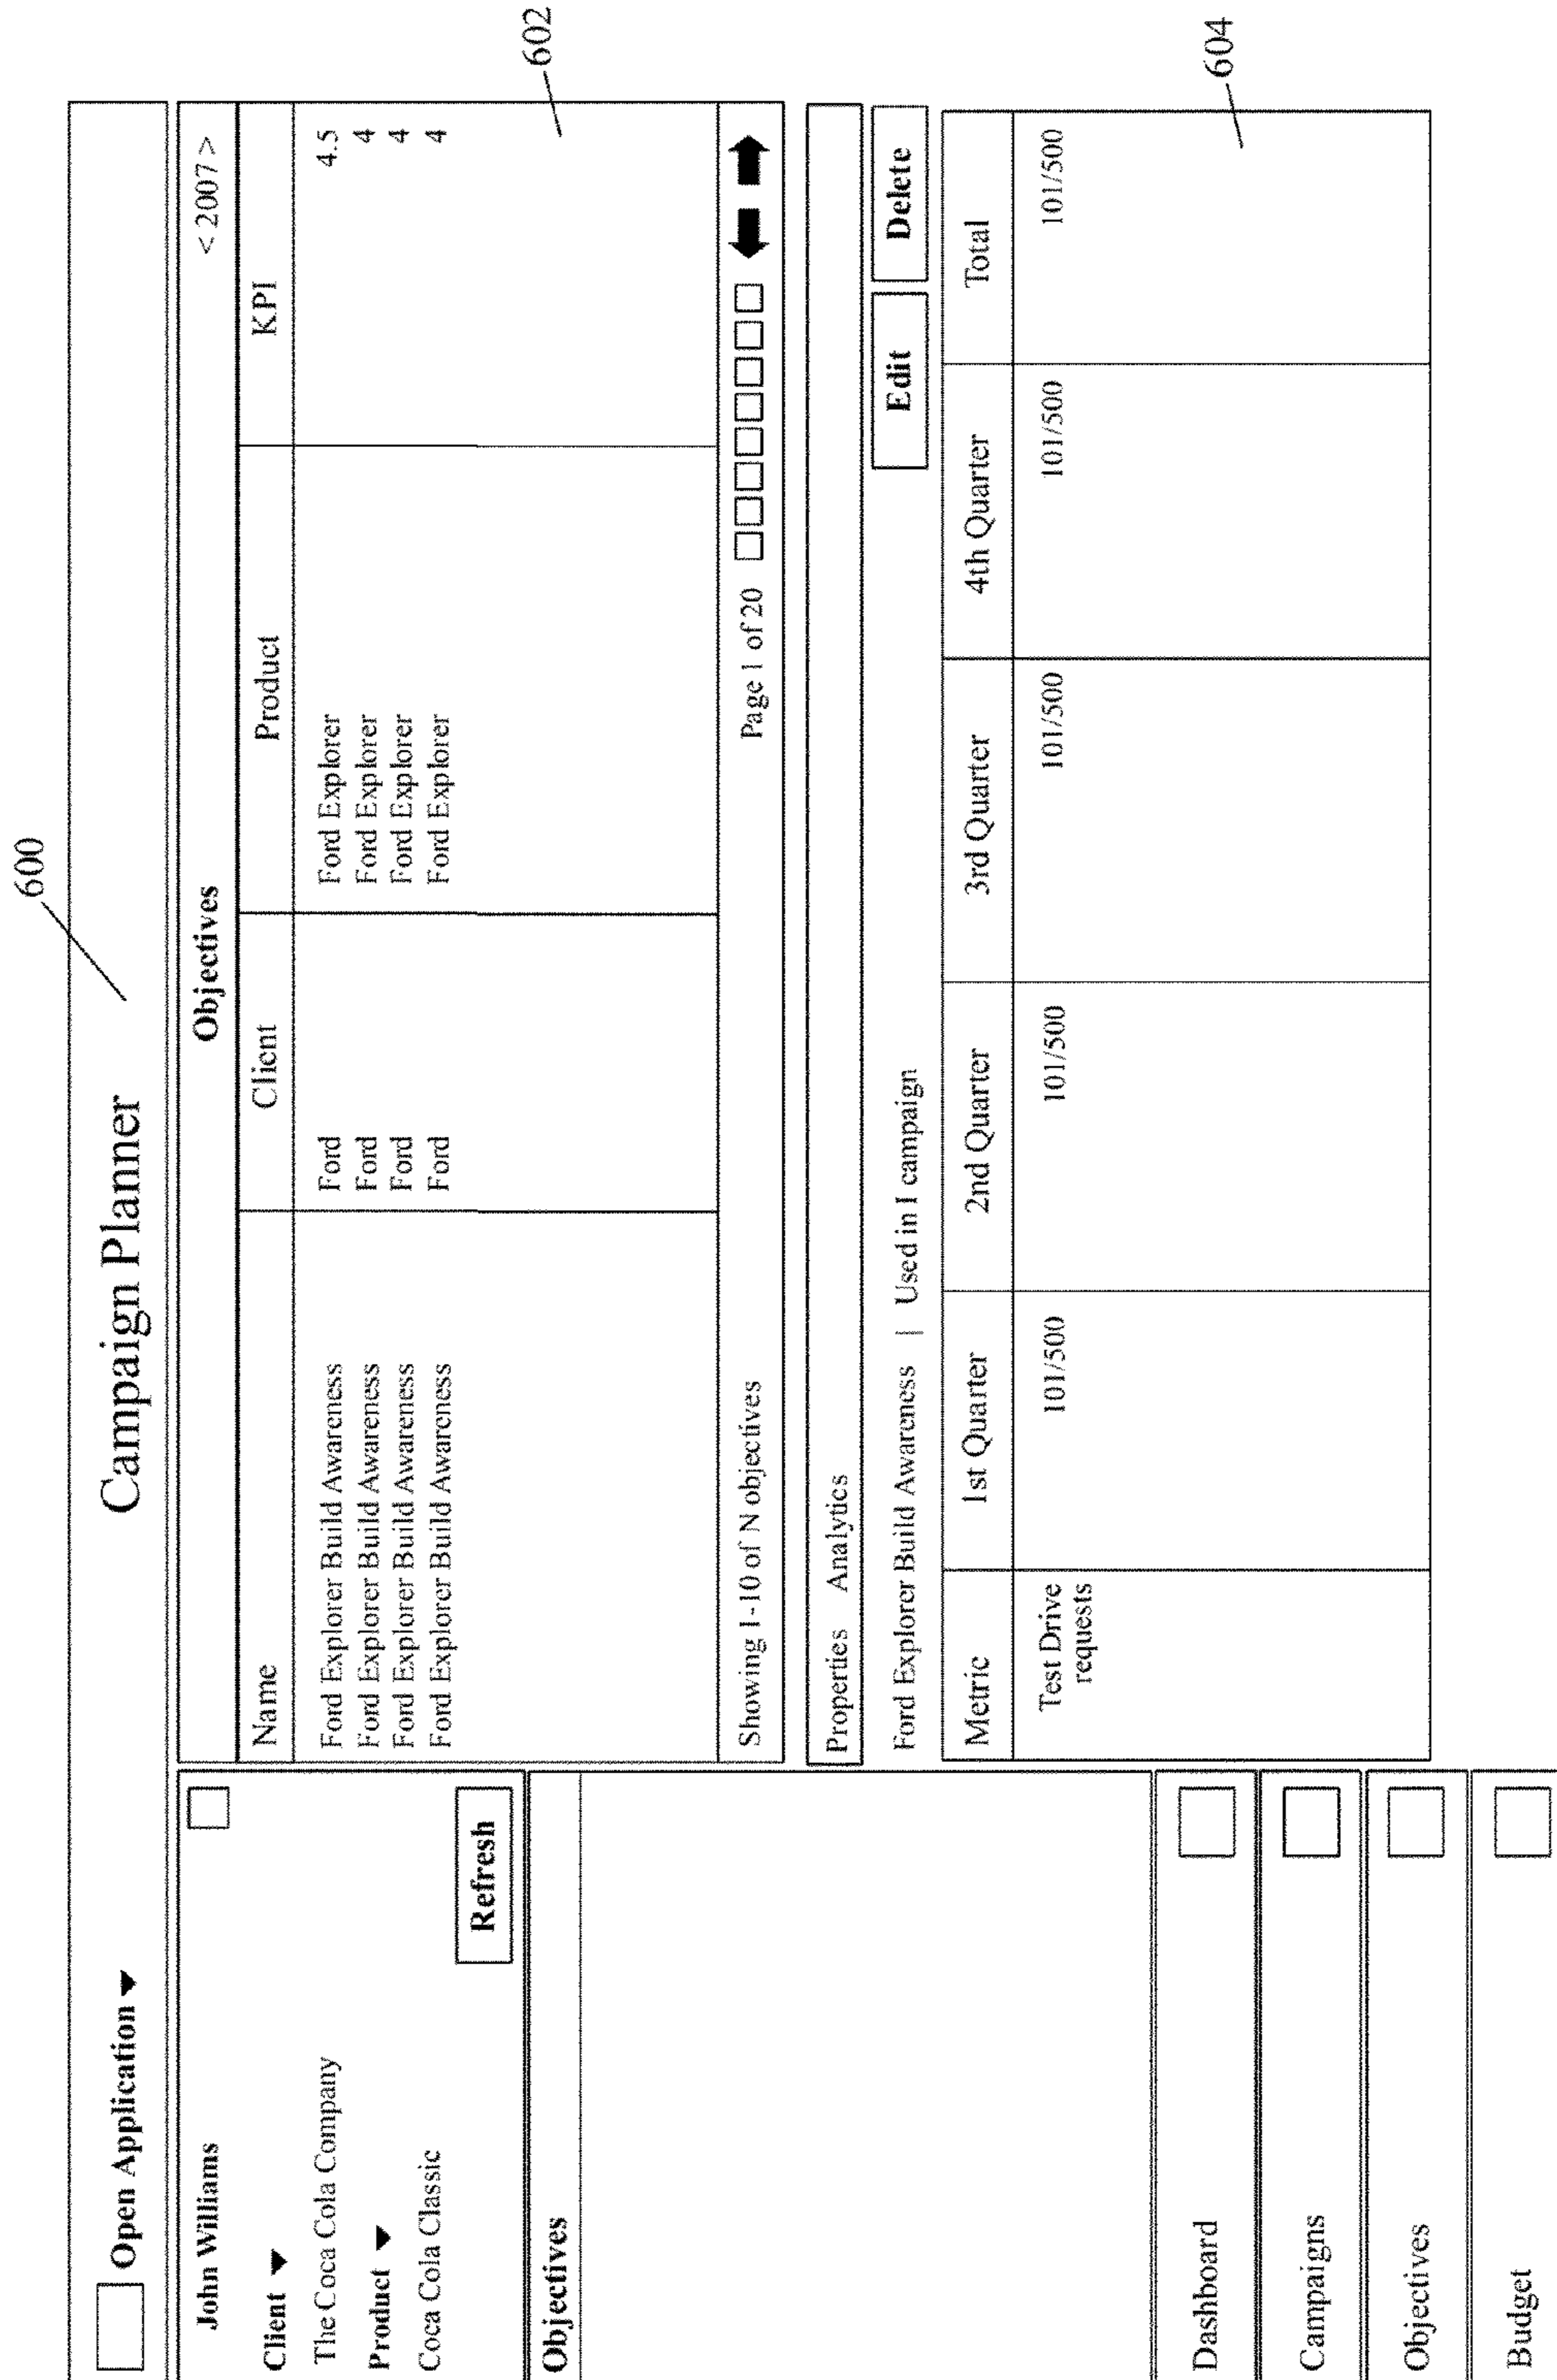 600
Open Application
Campaign Planner
John Williams
Client
The Coca Cola Company
Product
Coca Cola Classic
Refresh
Objectives
Dashboard
Campaigns
Objectives
Budget
Objectives < 2007 >
Name Client Product KPI
Ford Explorer Build Awareness Ford Ford Explorer 4.5
Ford Explorer Build Awareness Ford Ford Explorer 4
Ford Explorer Build Awareness Ford Ford Explorer 4
Ford Explorer Build Awareness Ford Ford Explorer 4
602
Showing 1-10 of N objectives Page 1 of 20
Properties Analytics
Ford Explorer Build Awareness | Used in I campaign Edit Delete
Metric 1st Quarter 2nd Quarter 3rd Quarter 4th Quarter Total
Test Drive 101/500 101/500 101/500 101/500 101/500
requests
604